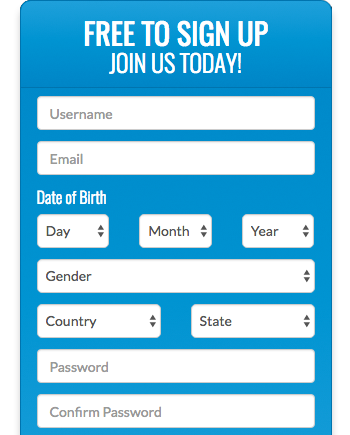 FREE TO SIGN UP
JOIN US TODAY!
Username
Email
Date of Birth
Day Month Year
Gender
Country State
Password
Confirm Password